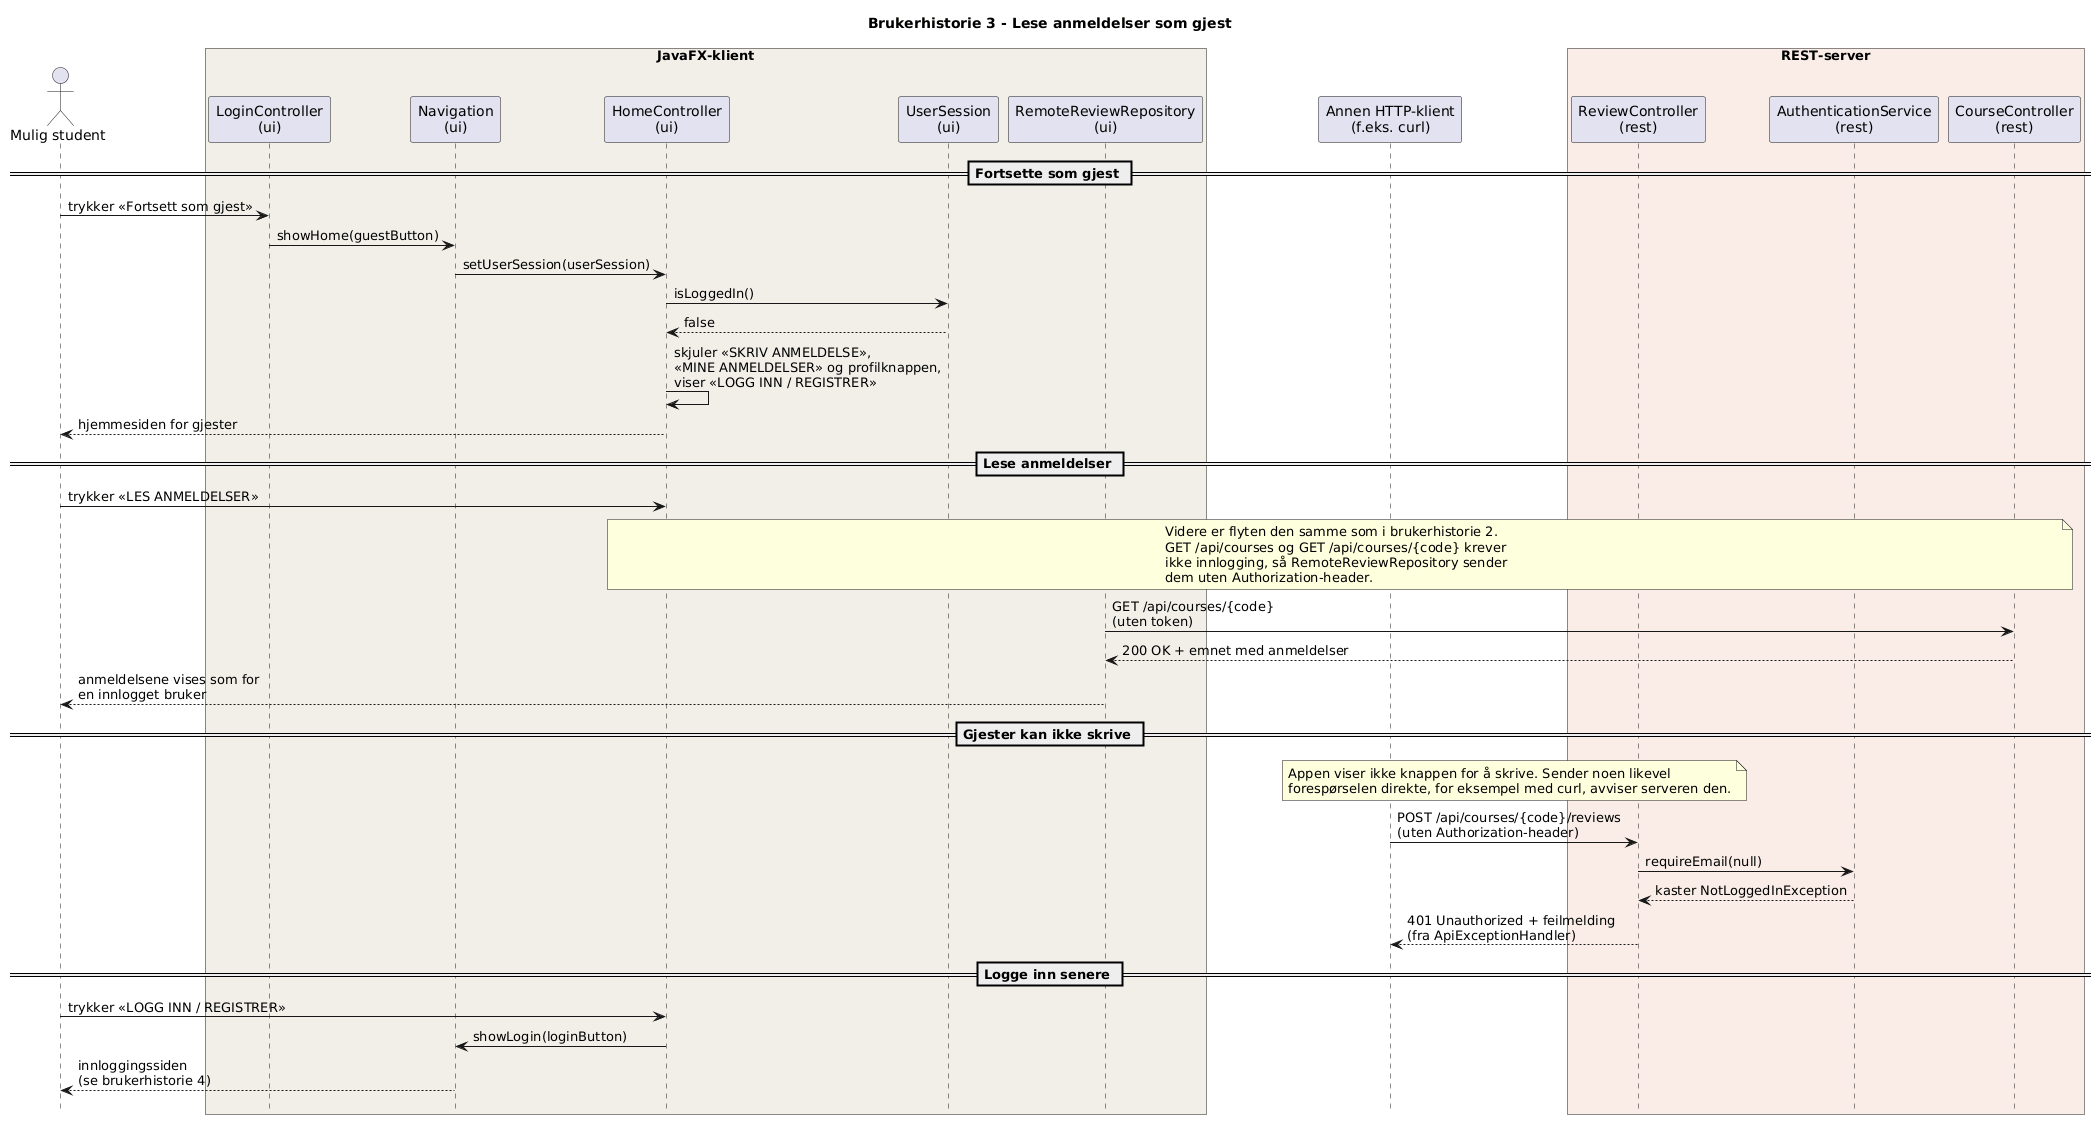 Brukerhistorie 3 - Lese anmeldelser som gjest
JavaFX-klient
REST-server
Mulig student
LoginController
(ui)
Navigation
(ui)
HomeController
(ui)
UserSession
(ui)
RemoteReviewRepository
(ui)
Annen HTTP-klient
(f.eks. curl)
ReviewController
(rest)
AuthenticationService
(rest)
CourseController
(rest)
Fortsette som gjest
trykker «Fortsett som gjest»
showHome(guestButton)
setUserSession(userSession)
isLoggedIn()
false
skjuler «SKRIV ANMELDELSE»,
«MINE ANMELDELSER» og profilknappen,
viser «LOGG INN / REGISTRER»
hjemmesiden for gjester
Lese anmeldelser
trykker «LES ANMELDELSER»
Videre er flyten den samme som i brukerhistorie 2.
GET /api/courses og GET /api/courses/{code} krever
ikke innlogging, så RemoteReviewRepository sender
dem uten Authorization-header.
GET /api/courses/{code}
(uten token)
200 OK + emnet med anmeldelser
anmeldelsene vises som for
en innlogget bruker
Gjester kan ikke skrive
Appen viser ikke knappen for å skrive. Sender noen likevel
forespørselen direkte, for eksempel med curl, avviser serveren den.
POST /api/courses/{code}/reviews
(uten Authorization-header)
requireEmail(null)
kaster NotLoggedInException
401 Unauthorized + feilmelding
(fra ApiExceptionHandler)
Logge inn senere
trykker «LOGG INN / REGISTRER»
showLogin(loginButton)
innloggingssiden
(se brukerhistorie 4)